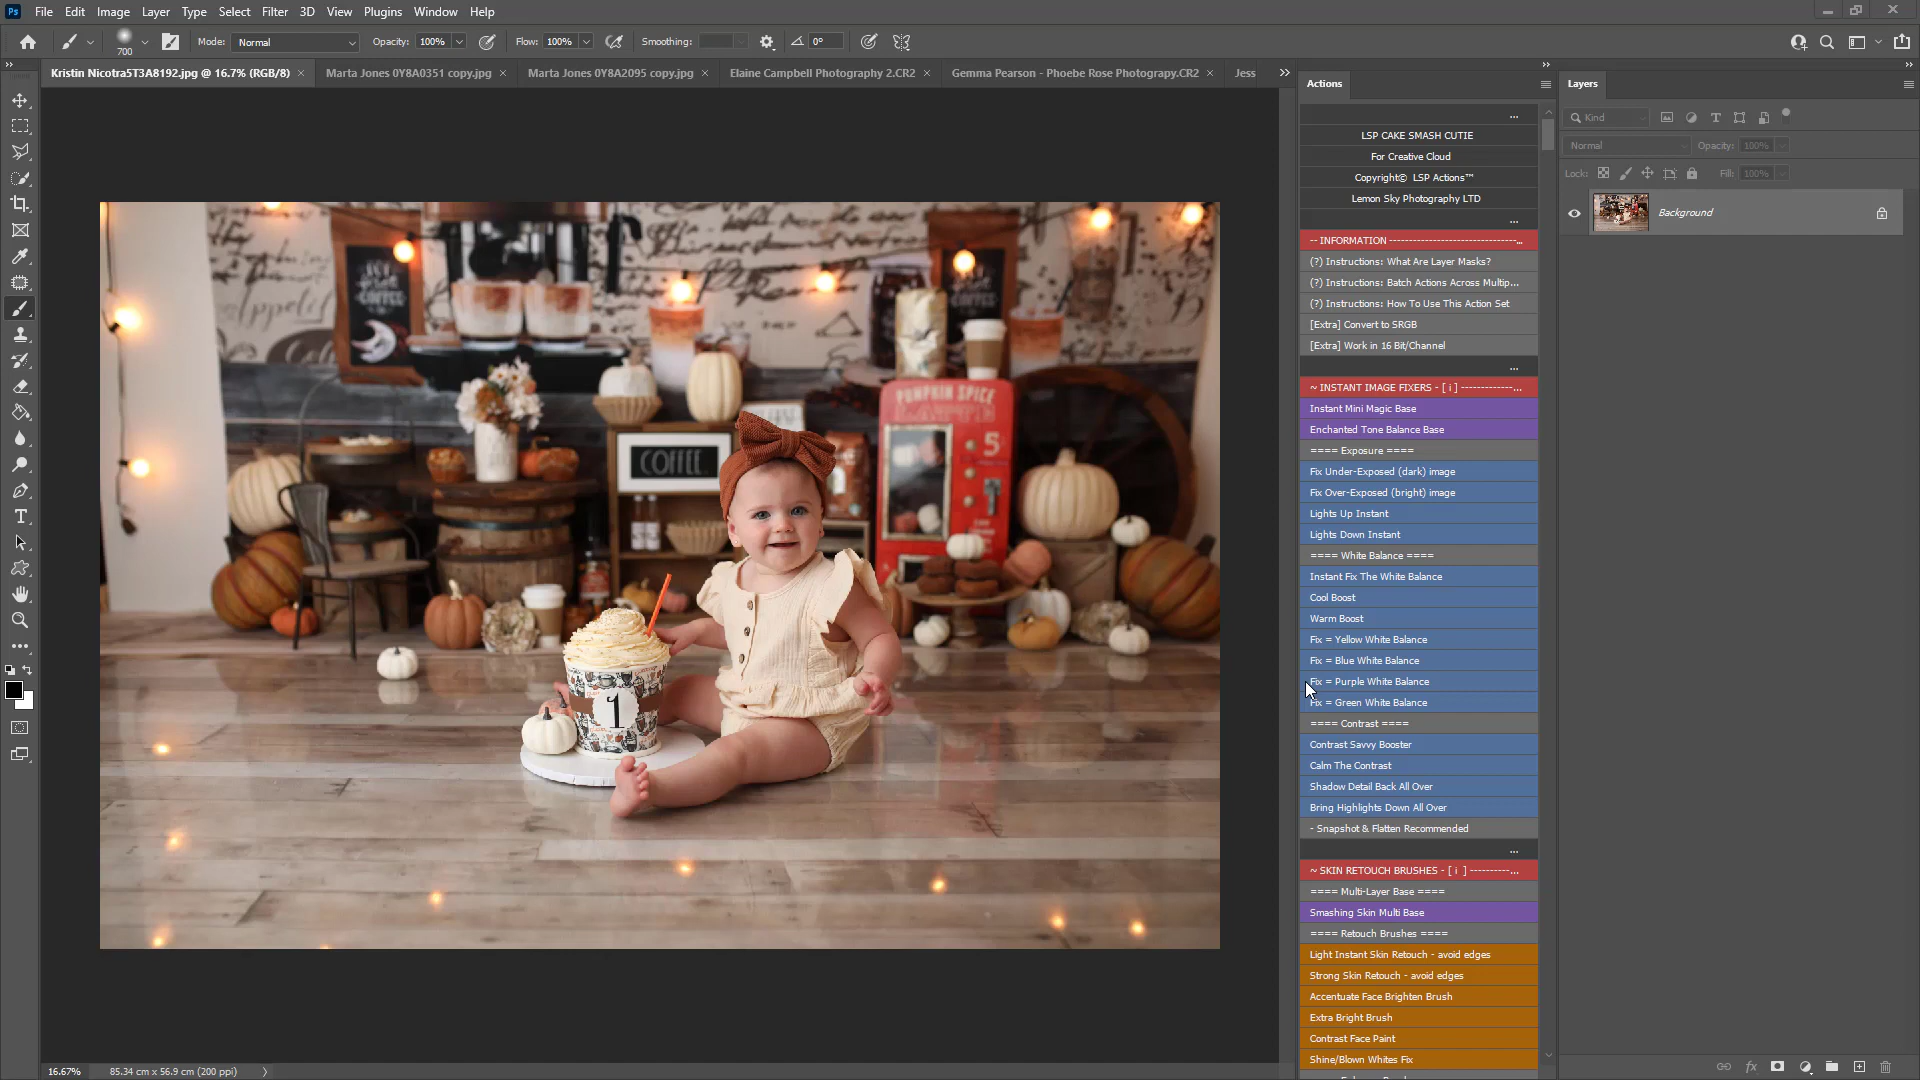 Ps File Edit Image Layer Type Select Filter 3D View Plugins Window Help
700 Mode: Normal Opacity: 100% Flow: 100% Smoothing: 0°
Kristin Nicotra5T3A8192.jpg @ 16.7% (RGB/8) ×
Marta Jones 0Y8A0351 copy.jpg ×
Marta Jones 0Y8A2095 copy.jpg ×
Elaine Campbell Photography 2.CR2 ×
Gemma Pearson - Phoebe Rose Photograpy.CR2 ×
Jess
Actions
...
LSP CAKE SMASH CUTIE
For Creative Cloud
Copyright© LSP Actions™
Lemon Sky Photography LTD
...
-- INFORMATION --------------------------------...
(?) Instructions: What Are Layer Masks?
(?) Instructions: Batch Actions Across Multip...
(?) Instructions: How To Use This Action Set
[Extra] Convert to SRGB
[Extra] Work in 16 Bit/Channel
...
~ INSTANT IMAGE FIXERS - [ i ] -------------...
Instant Mini Magic Base
Enchanted Tone Balance Base
==== Exposure ====
Fix Under-Exposed (dark) image
Fix Over-Exposed (bright) image
Lights Up Instant
Lights Down Instant
==== White Balance ====
Instant Fix The White Balance
Cool Boost
Warm Boost
Fix = Yellow White Balance
Fix = Blue White Balance
Fix = Purple White Balance
Fix = Green White Balance
==== Contrast ====
Contrast Savvy Booster
Calm The Contrast
Shadow Detail Back All Over
Bring Highlights Down All Over
- Snapshot & Flatten Recommended
...
~ SKIN RETOUCH BRUSHES - [ i ] ----------...
==== Multi-Layer Base ====
Smashing Skin Multi Base
==== Retouch Brushes ====
Light Instant Skin Retouch - avoid edges
Strong Skin Retouch - avoid edges
Accentuate Face Brighten Brush
Extra Bright Brush
Contrast Face Paint
Shine/Blown Whites Fix
Layers
Kind
Normal Opacity: 100%
Lock: Fill: 100%
Background
COFFEE
PUMPKIN SPICE
5
COFFEE.
1
16.67% 85.34 cm x 56.9 cm (200 ppi)